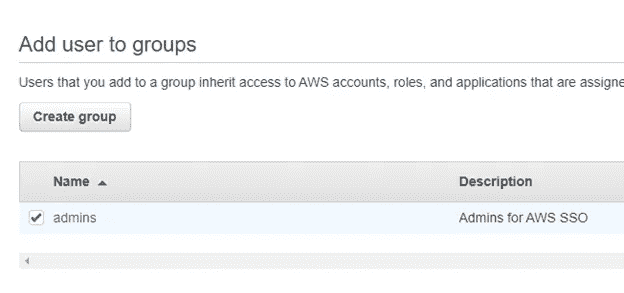 Add user to groups
Users that you add to a group inherit access to AWS accounts, roles, and applications that are assigne
Create group
Name Description
admins Admins for AWS SSO